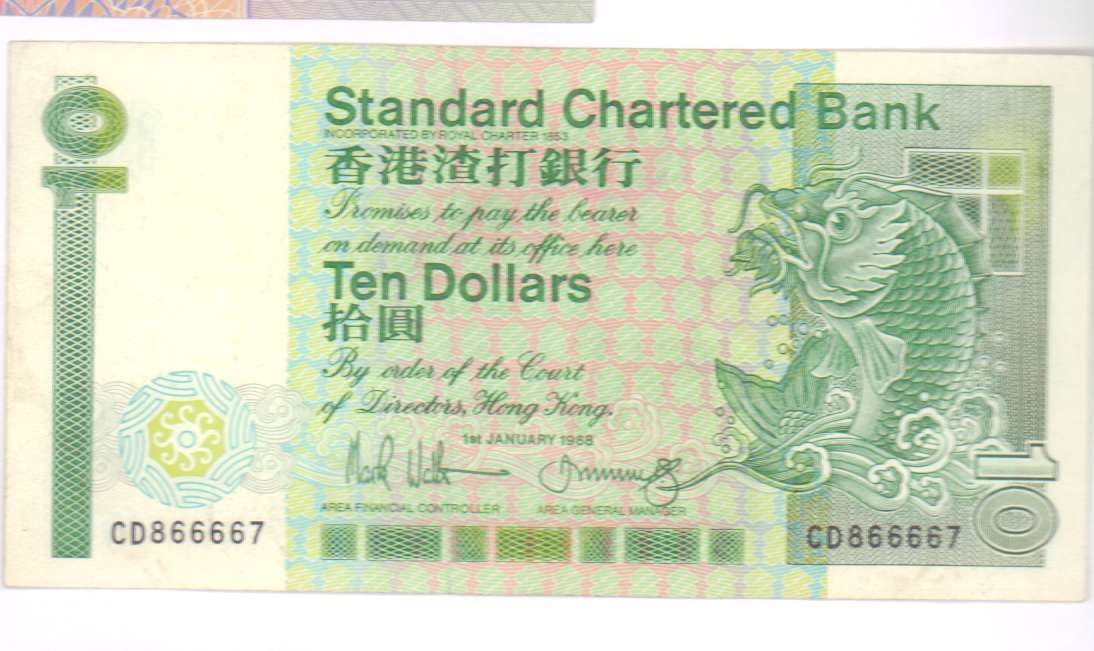 10
Standard Chartered Bank
INCORPORATED BY ROYAL CHARTER 1853
香港渣打銀行
Promises to pay the bearer
on demand at its office here
Ten Dollars
拾圓
By order of the Court
of Directors, Hong Kong.
1st JANUARY 1988
AREA FINANCIAL CONTROLLER AREA GENERAL MANAGER
CD866667 CD866667
10